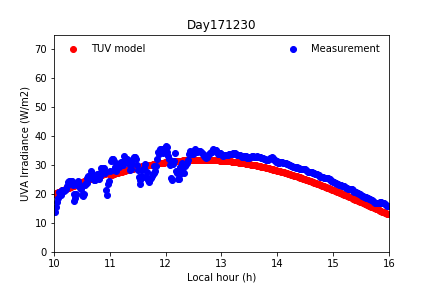 Day171230
TUV model
Measurement
70
60
50
40
30
20
10
0
UVA Irradiance (W/m2)
10 11 12 13 14 15 16
Local hour (h)